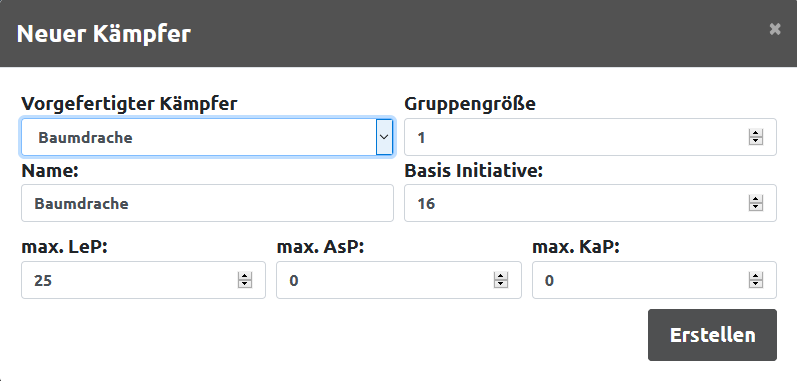 Neuer Kämpfer ×
Vorgefertigter Kämpfer Gruppengröße
Baumdrache 1
Name: Basis Initiative:
Baumdrache 16
max. LeP: max. AsP: max. KaP:
25 0 0
Erstellen